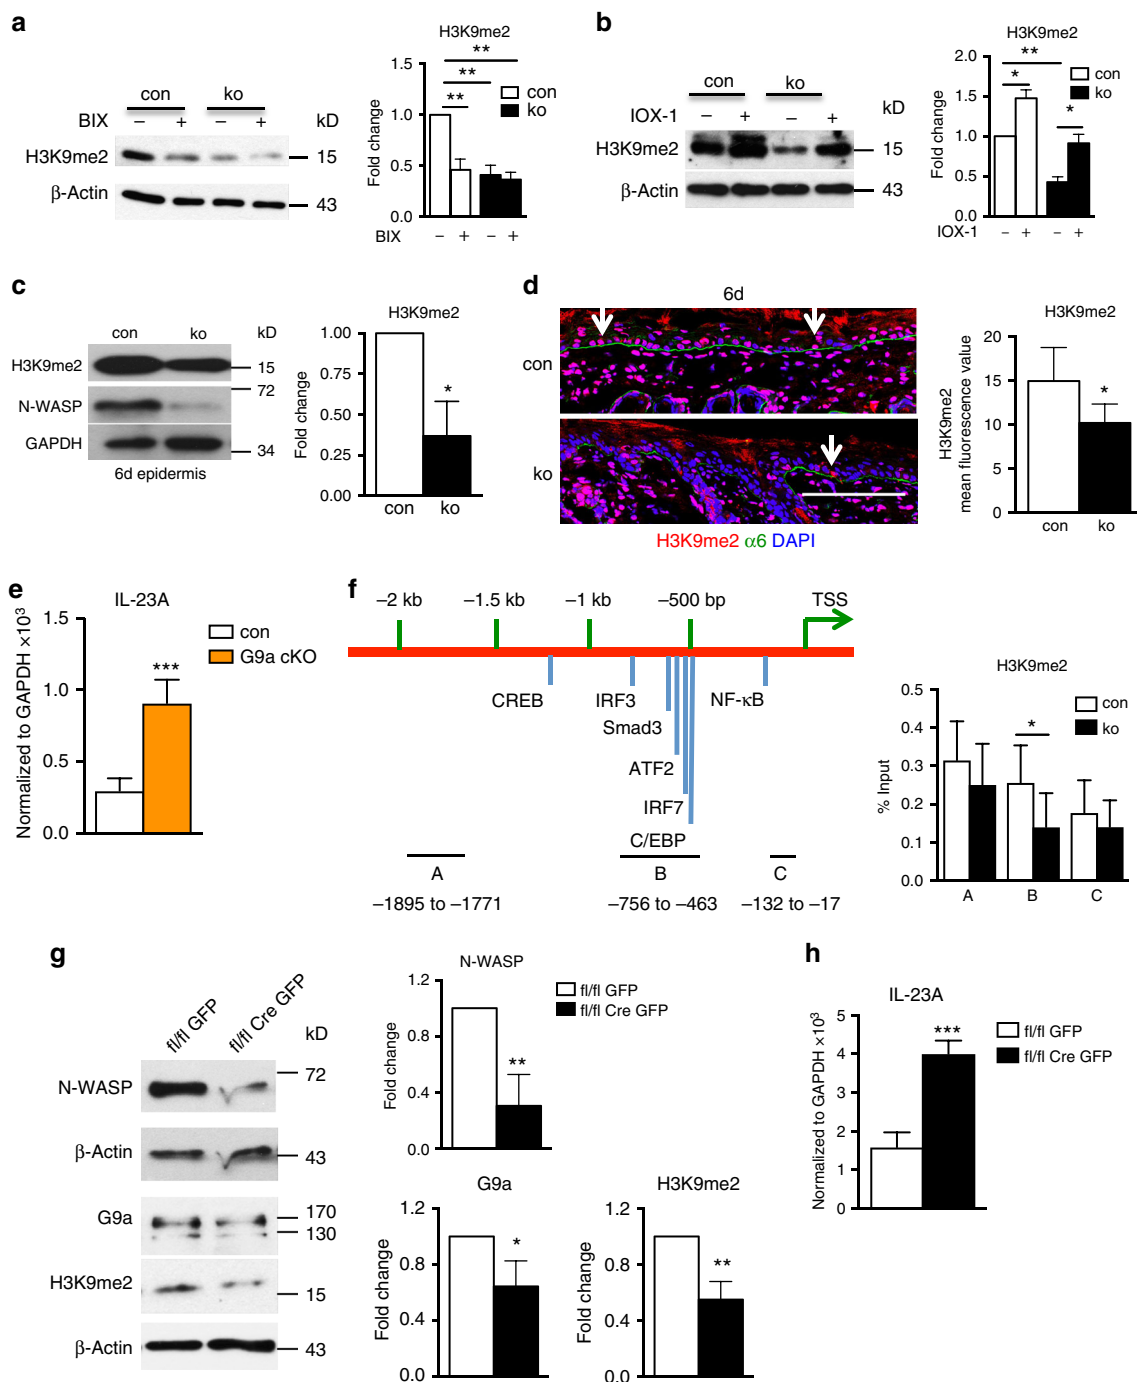 a
con ko
BIX − + − + kD
H3K9me2 15
β-Actin 43
H3K9me2
** ** **
Fold change
1.5
1.0
0.5
0.0
con
ko
BIX − + − +
b
con ko
IOX-1 − + − + kD
H3K9me2 15
β-Actin 43
H3K9me2
** * *
Fold change
2.0
1.5
1.0
0.5
0.0
con
ko
IOX-1 − + − +
c
con ko kD
H3K9me2 15
72
N-WASP
GAPDH 34
6d epidermis
H3K9me2
Fold change
1.00
0.75
0.50
0.25
0.00
*
con ko
d
6d
con
ko
H3K9me2 α6 DAPI
H3K9me2
H3K9me2
mean fluorescence value
20
15
10
5
0
*
con ko
e
IL-23A
Normalized to GAPDH ×10³
1.5
1.0
0.5
0.0
***
con
G9a cKO
f
−2 kb −1.5 kb −1 kb −500 bp TSS
CREB IRF3 NF-κB
Smad3
ATF2
IRF7
C/EBP
A B C
−1895 to −1771 −756 to −463 −132 to −17
H3K9me2
% Input
0.5
0.4
0.3
0.2
0.1
0.0
*
con
ko
A B C
g
fl/fl GFP fl/fl Cre GFP kD
N-WASP 72
β-Actin 43
G9a 170
130
H3K9me2 15
β-Actin 43
N-WASP
Fold change
1.2
0.8
0.4
0.0
**
fl/fl GFP
fl/fl Cre GFP
G9a
Fold change
1.2
0.8
0.4
0.0
*
H3K9me2
Fold change
1.2
0.8
0.4
0.0
**
h
IL-23A
Normalized to GAPDH ×10³
5
4
3
2
1
0
***
fl/fl GFP
fl/fl Cre GFP